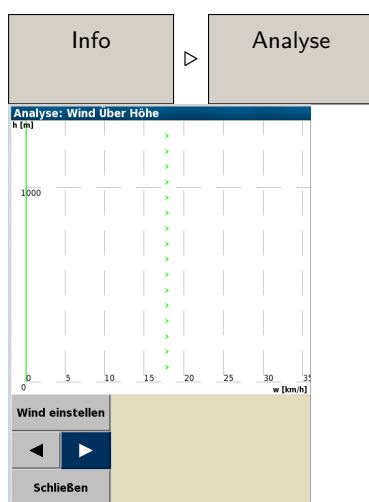 Info ▷ Analyse
Analyse: Wind Über Höhe
h [m]
1000
0 5 10 15 20 25 30 35
0
w [km/h]
Wind einstellen
◀ ▶
Schließen